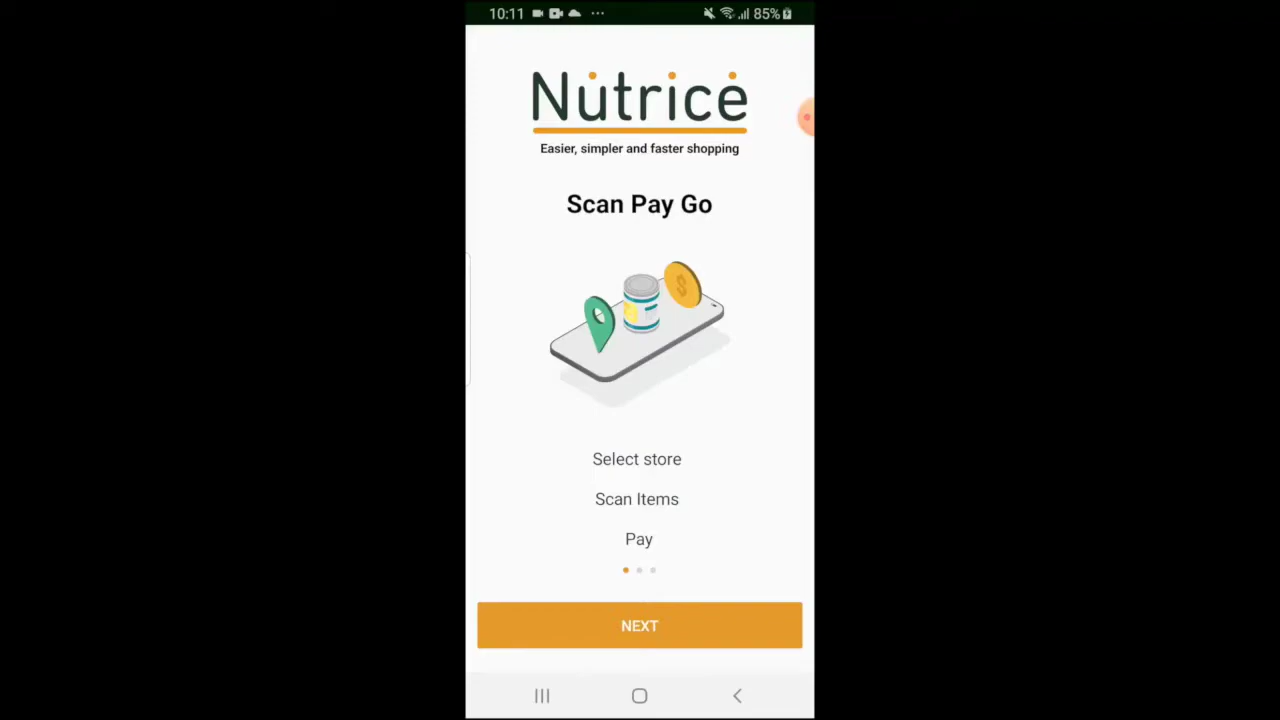 10:11 85%
Nutrice
Easier, simpler and faster shopping
Scan Pay Go
$
Select store
Scan Items
Pay
NEXT